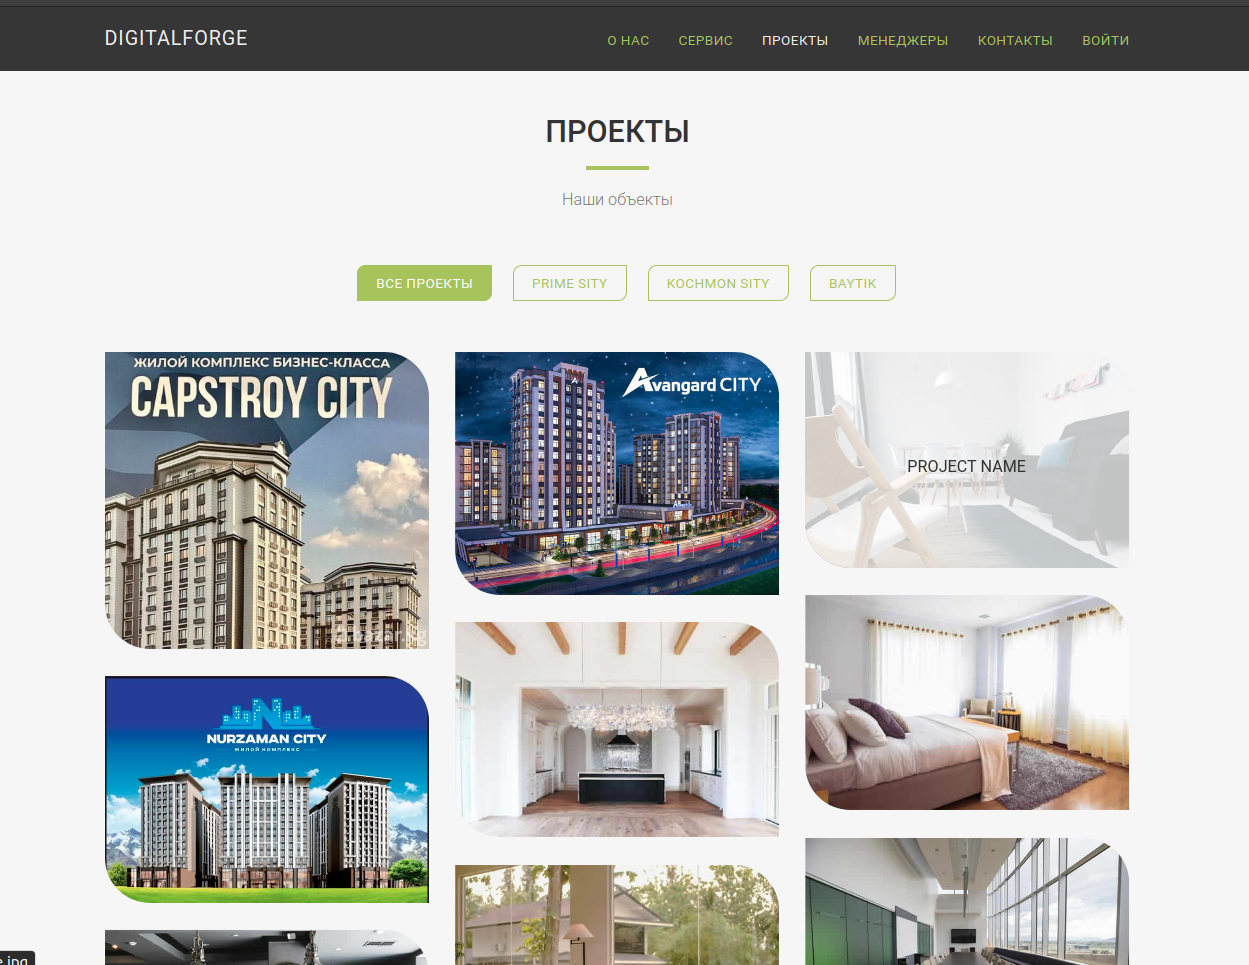 DIGITALFORGE
О НАС СЕРВИС ПРОЕКТЫ МЕНЕДЖЕРЫ КОНТАКТЫ ВОЙТИ
ПРОЕКТЫ
Наши объекты
ВСЕ ПРОЕКТЫ PRIME SITY KOCHMON SITY BAYTIK
ЖИЛОЙ КОМПЛЕКС БИЗНЕС-КЛАССА
CAPSTROY CITY
Avangard CITY
PROJECT NAME
NURZAMAN CITY
ЖИЛОЙ КОМПЛЕКС
e.jpg